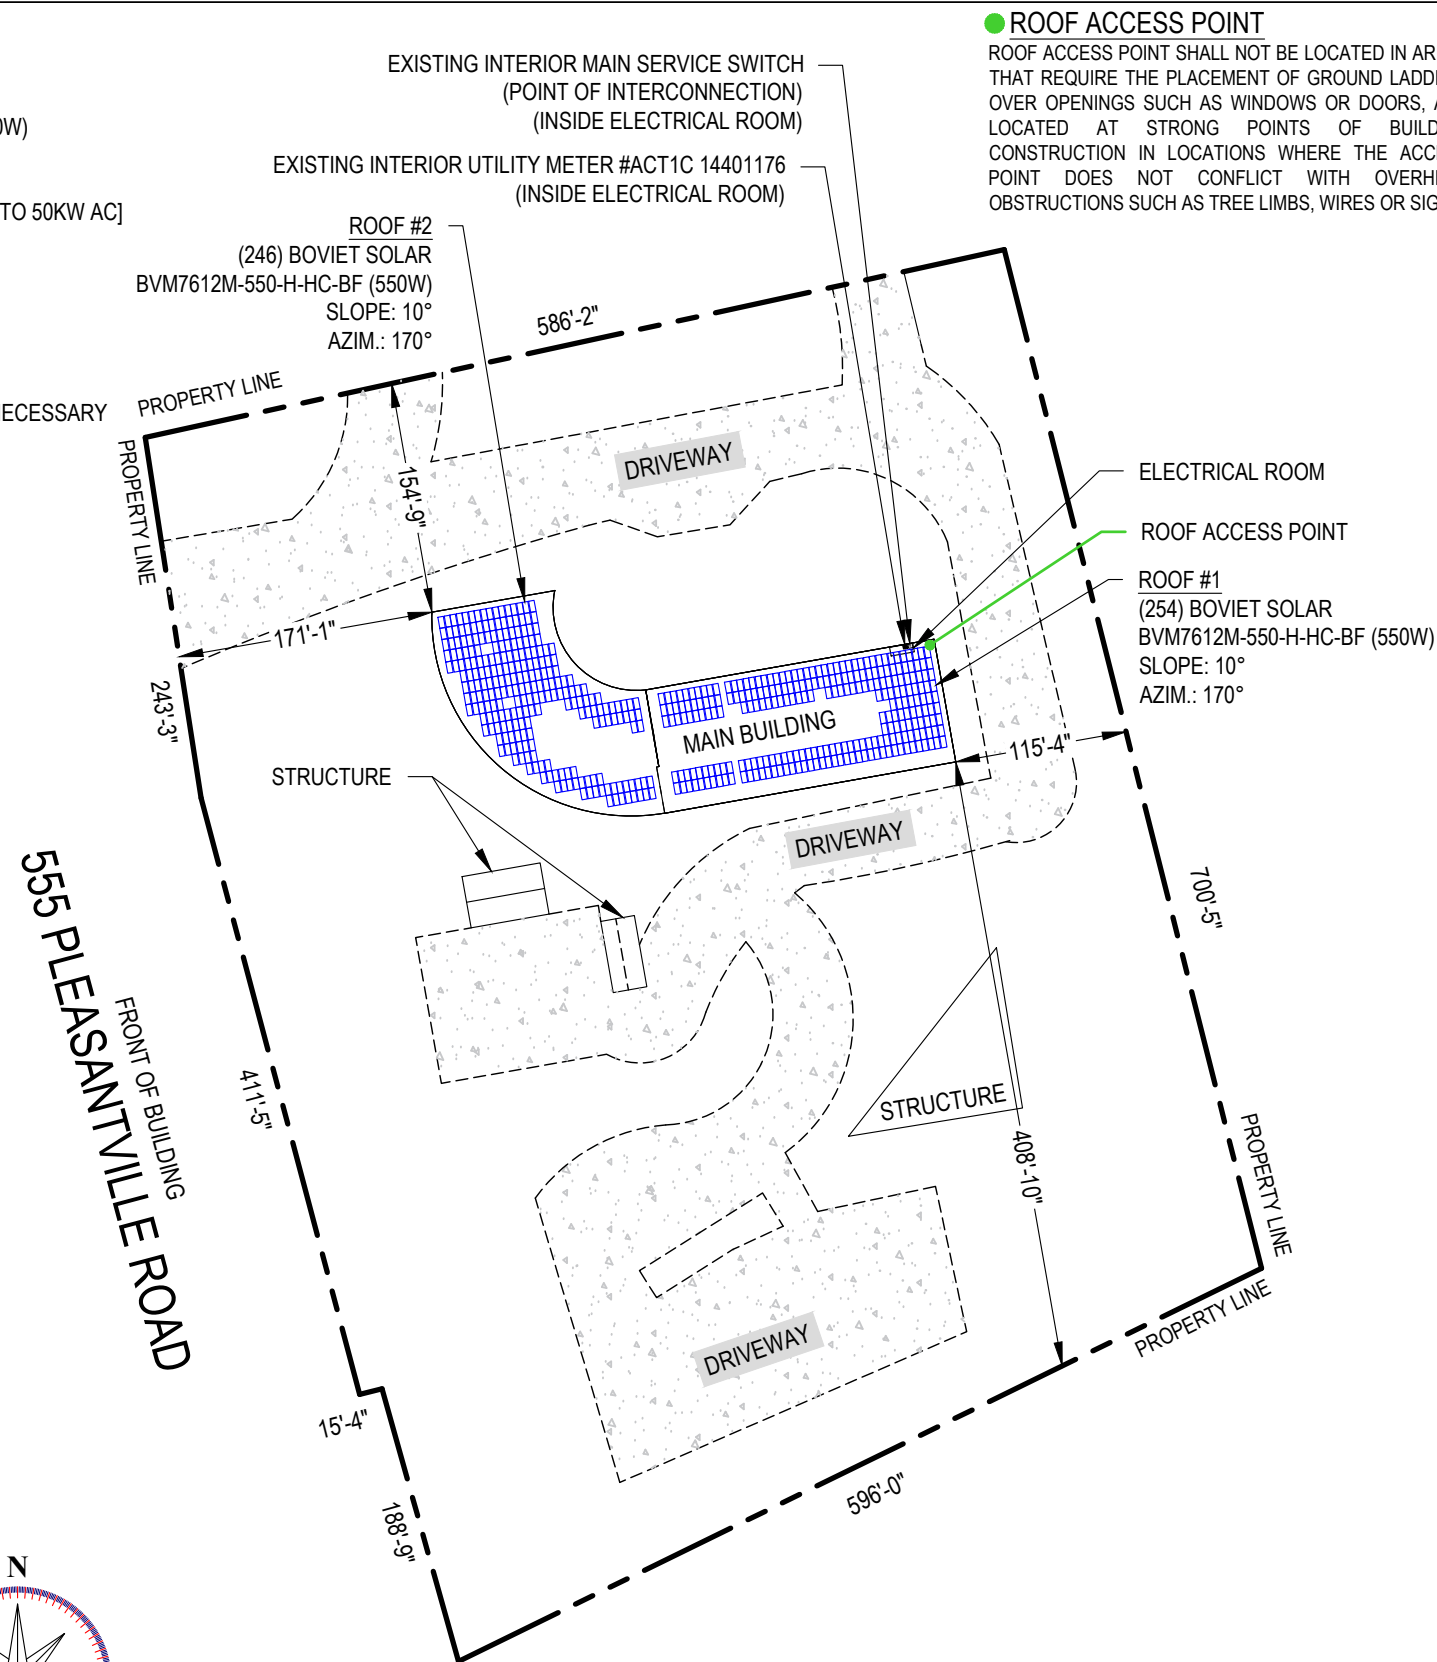 ROOF ACCESS POINT
ROOF ACCESS POINT SHALL NOT BE LOCATED IN AR
THAT REQUIRE THE PLACEMENT OF GROUND LADD
OVER OPENINGS SUCH AS WINDOWS OR DOORS, A
LOCATED AT STRONG POINTS OF BUILD
CONSTRUCTION IN LOCATIONS WHERE THE ACC
POINT DOES NOT CONFLICT WITH OVERH
OBSTRUCTIONS SUCH AS TREE LIMBS, WIRES OR SIG
EXISTING INTERIOR MAIN SERVICE SWITCH
(POINT OF INTERCONNECTION)
(INSIDE ELECTRICAL ROOM)
0W)
EXISTING INTERIOR UTILITY METER #ACT1C 14401176
(INSIDE ELECTRICAL ROOM)
TO 50KW AC]
ROOF #2
(246) BOVIET SOLAR
BVM7612M-550-H-HC-BF (550W)
SLOPE: 10°
AZIM.: 170°
586'-2"
ECESSARY
PROPERTY LINE
PROPERTY LINE
154'-9"
DRIVEWAY
ELECTRICAL ROOM
ROOF ACCESS POINT
ROOF #1
(254) BOVIET SOLAR
BVM7612M-550-H-HC-BF (550W)
SLOPE: 10°
AZIM.: 170°
171'-1"
243'-3"
MAIN BUILDING
115'-4"
STRUCTURE
DRIVEWAY
700'-5"
555 PLEASANTVILLE ROAD
FRONT OF BUILDING
411'-5"
STRUCTURE
408'-10"
PROPERTY LINE
PROPERTY LINE
DRIVEWAY
15'-4"
596'-0"
188'-9"
N